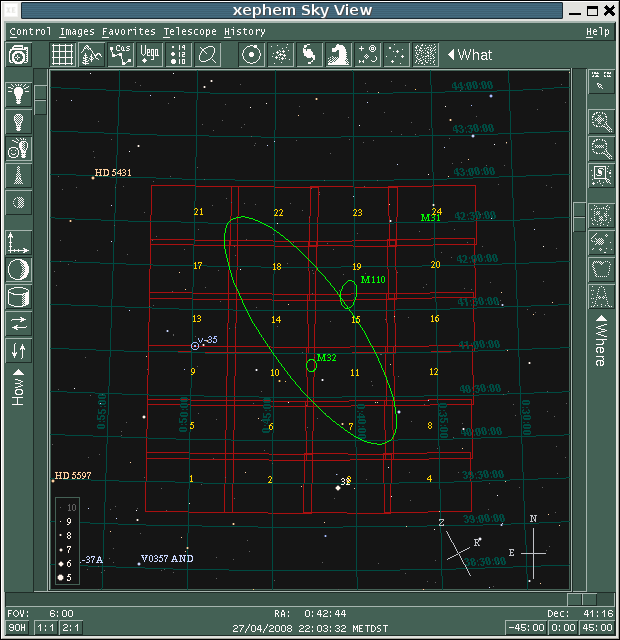 xephem Sky View
Control Images Favorites Telescope History Help
What
44:00:00
43:30:00
43:00:00
HD 5431
42:30:00
21 22 23 24
M31
42:00:00
17 18 19 20
M110
41:30:00
13 14 15 16
v-35
41:00:00
M32
9 10 11 12
40:30:00
0:55:00 0:50:00 0:40:00 0:35:00 0:30:00
40:00:00
5 6 7 8
39:30:00
HD 5597
1 2 3 4
32
39:00:00
38:30:00
10
9
8
7
6
5
-37A
V0357 AND
Z
K
N
E
How
Where
FOV: 6:00 RA: 0:42:44 Dec: 41:16
90H 1:1 2:1 27/04/2008 22:03:32 METDST -45:00 0:00 45:00